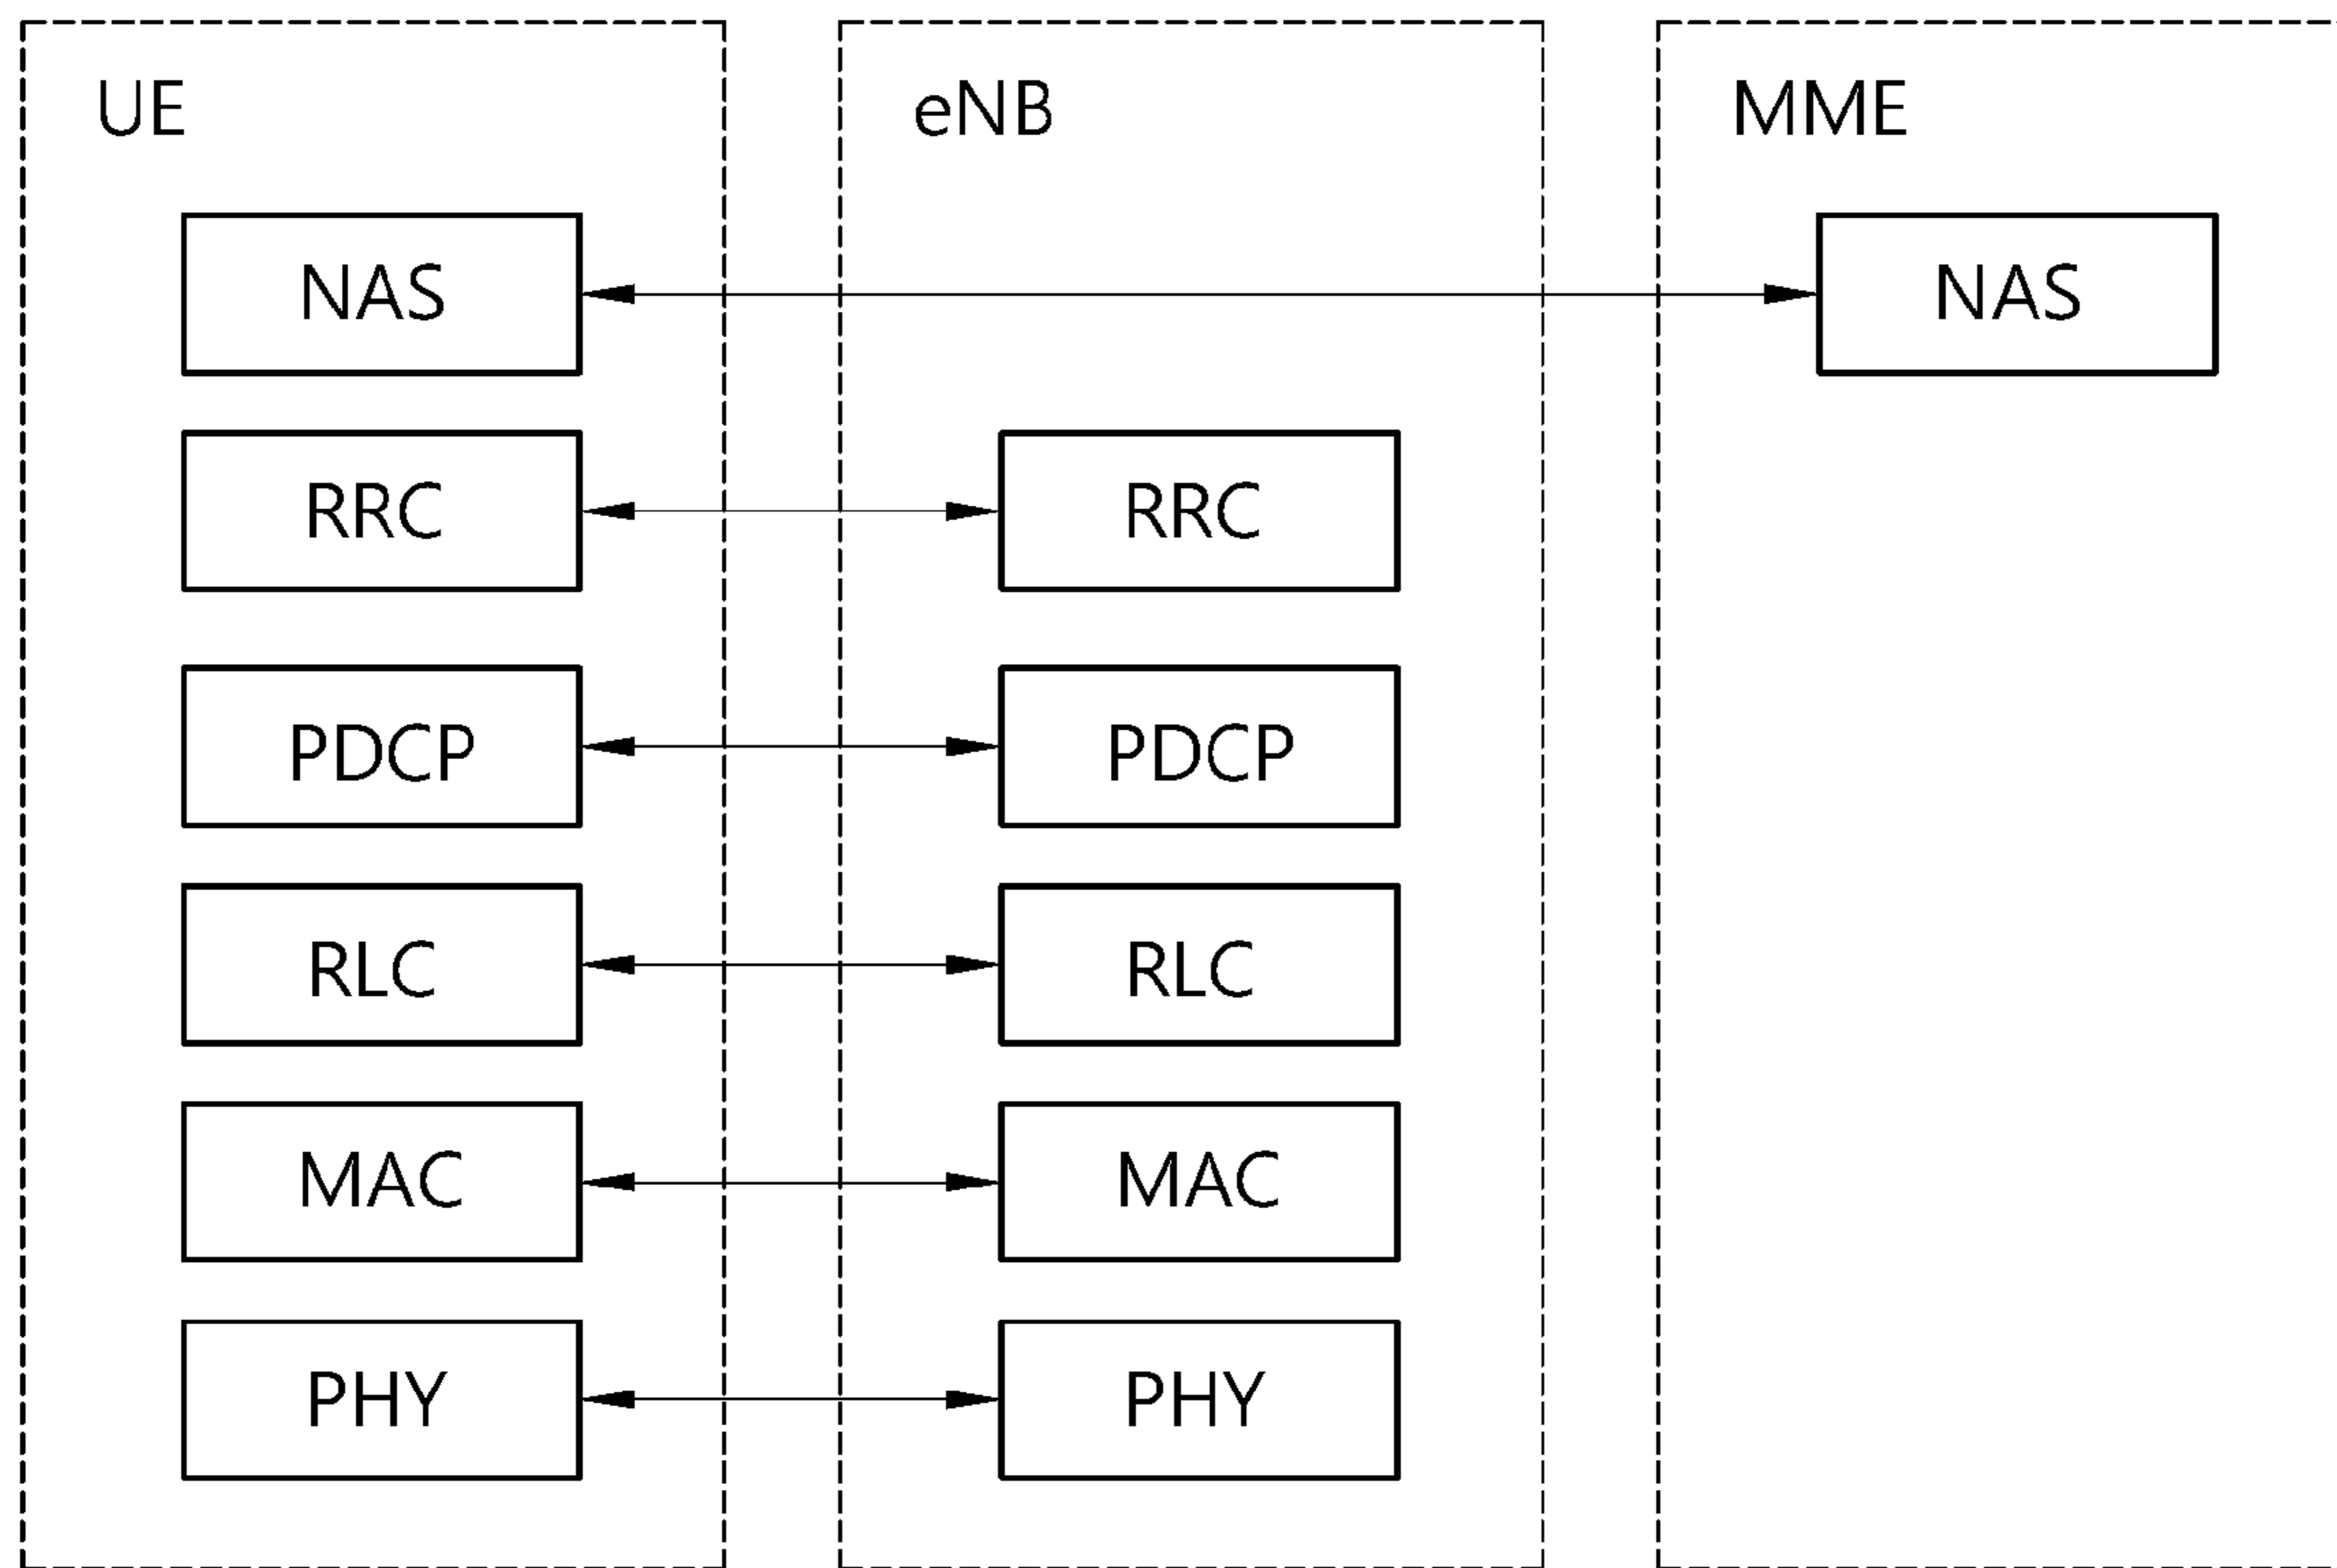 UE
eNB
MME
NAS
NAS
RRC
RRC
PDCP
PDCP
RLC
RLC
MAC
MAC
PHY
PHY